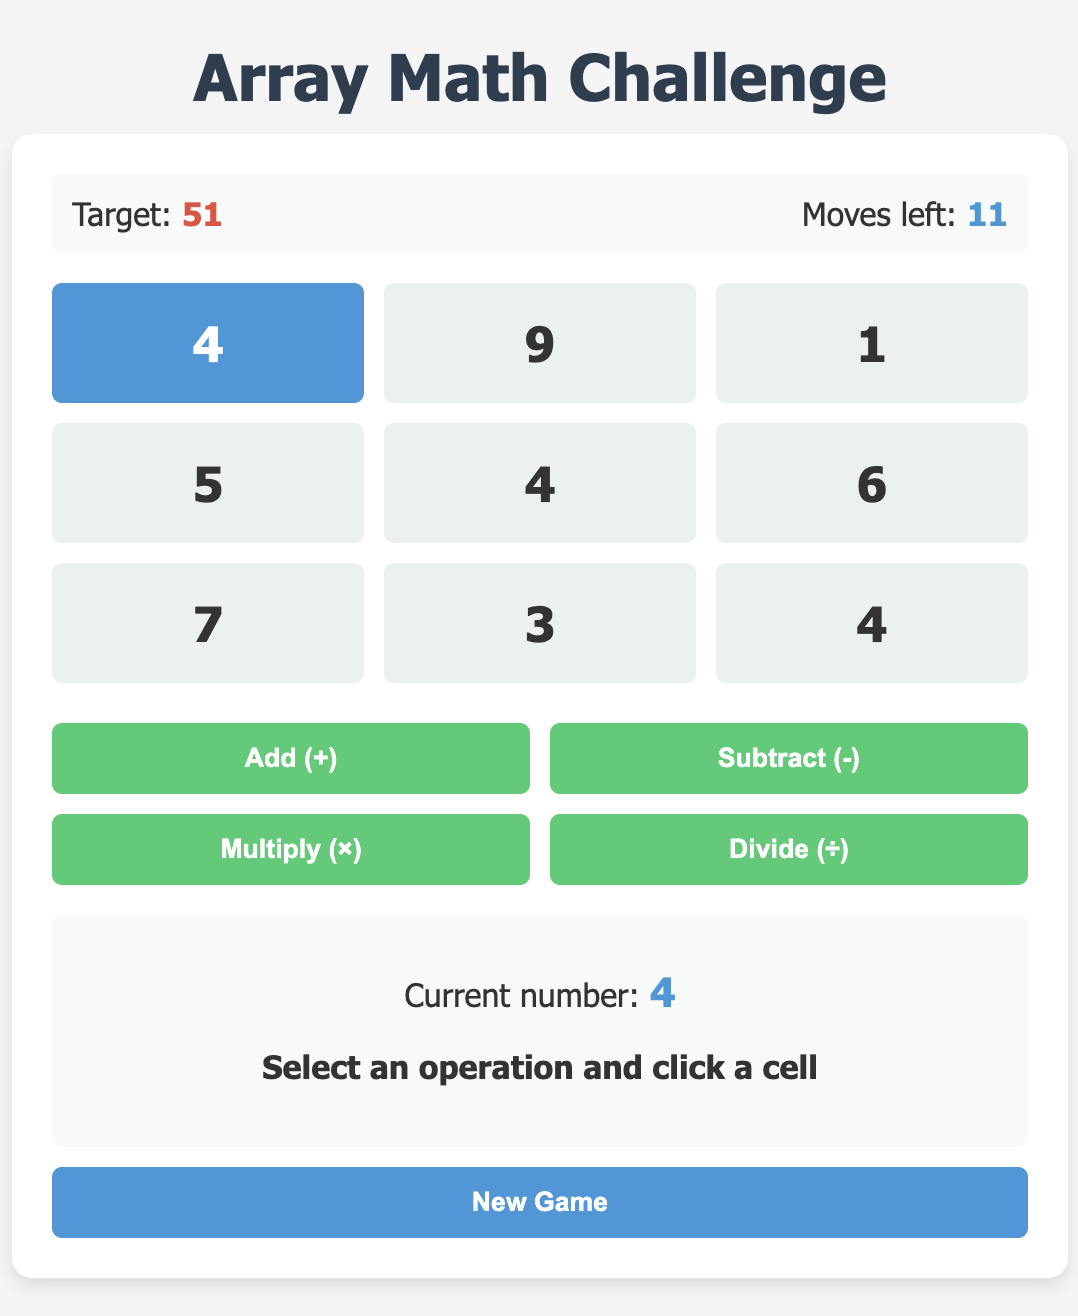 Array Math Challenge
Target: 51 Moves left: 11
4 9 1
5 4 6
7 3 4
Add (+) Subtract (-)
Multiply (×) Divide (÷)
Current number: 4
Select an operation and click a cell
New Game